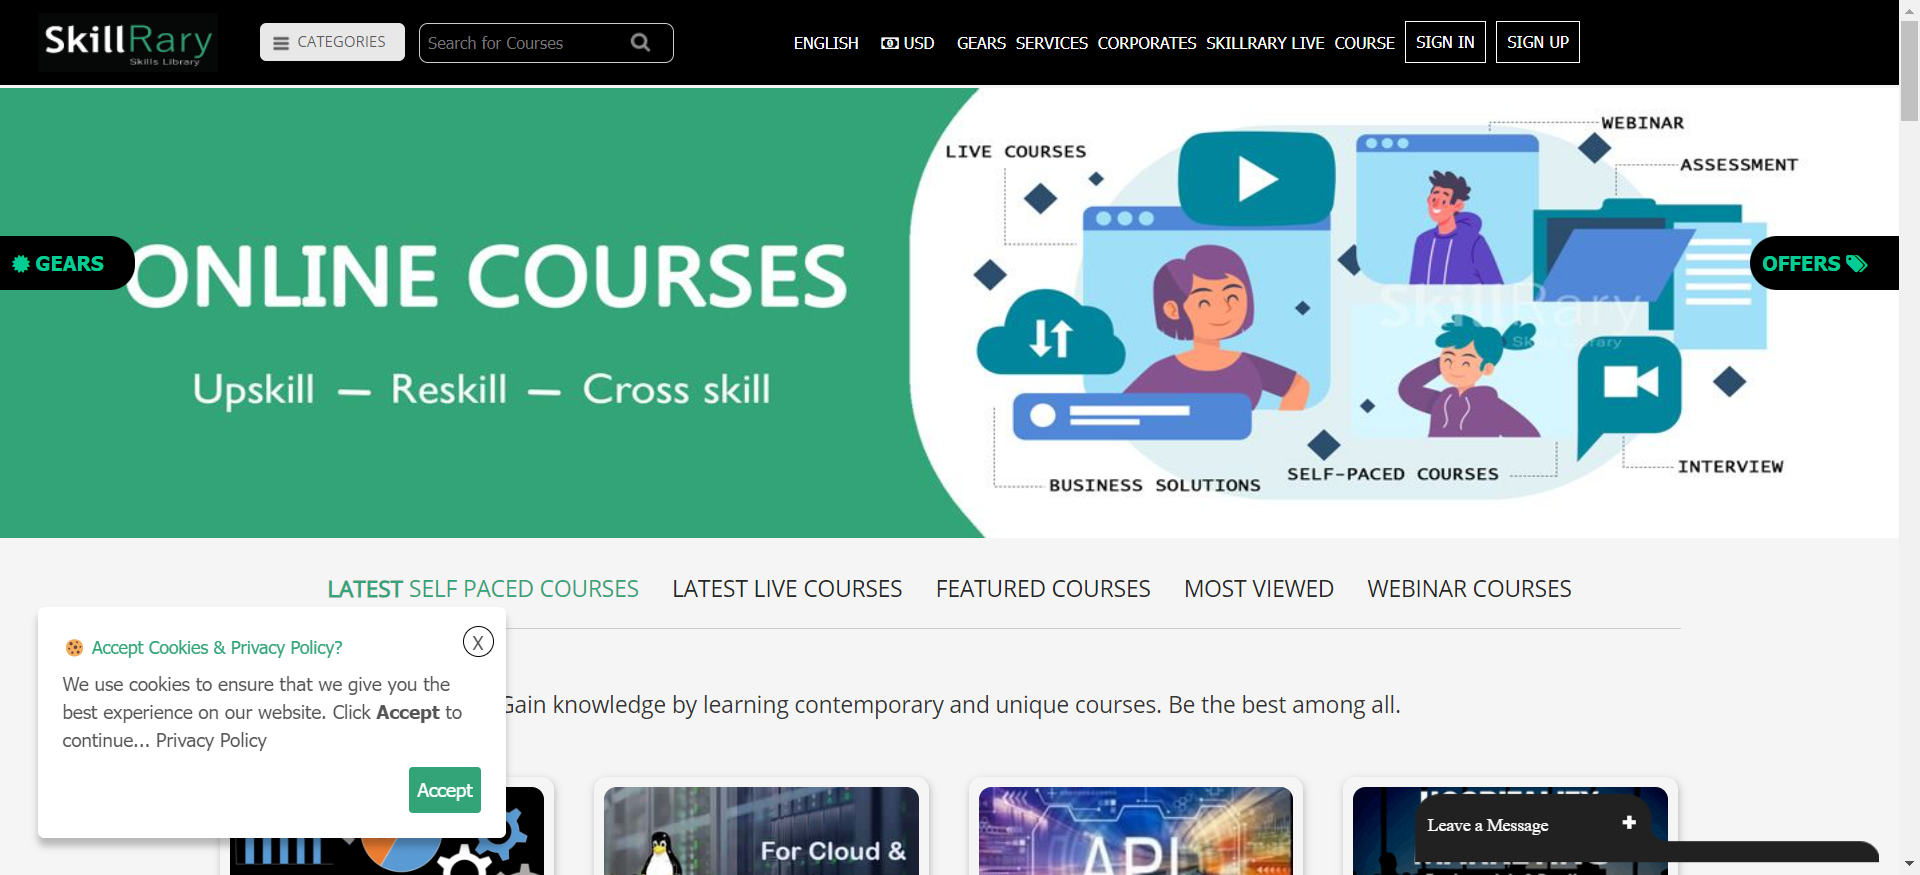 SkillRary
Skills Library
CATEGORIES
Search for Courses
ENGLISH
USD
GEARS
SERVICES
CORPORATES
SKILLRARY LIVE
COURSE
SIGN IN
SIGN UP
WEBINAR
LIVE COURSES
ASSESSMENT
GEARS
ONLINE COURSES
OFFERS
SkillRary
Skills Library
Upskill — Reskill — Cross skill
INTERVIEW
SELF-PACED COURSES
BUSINESS SOLUTIONS
LATEST SELF PACED COURSES
LATEST LIVE COURSES
FEATURED COURSES
MOST VIEWED
WEBINAR COURSES
Accept Cookies & Privacy Policy?
X
We use cookies to ensure that we give you the
best experience on our website. Click Accept to
continue... Privacy Policy
Accept
Gain knowledge by learning contemporary and unique courses. Be the best among all.
For Cloud &
API
Leave a Message